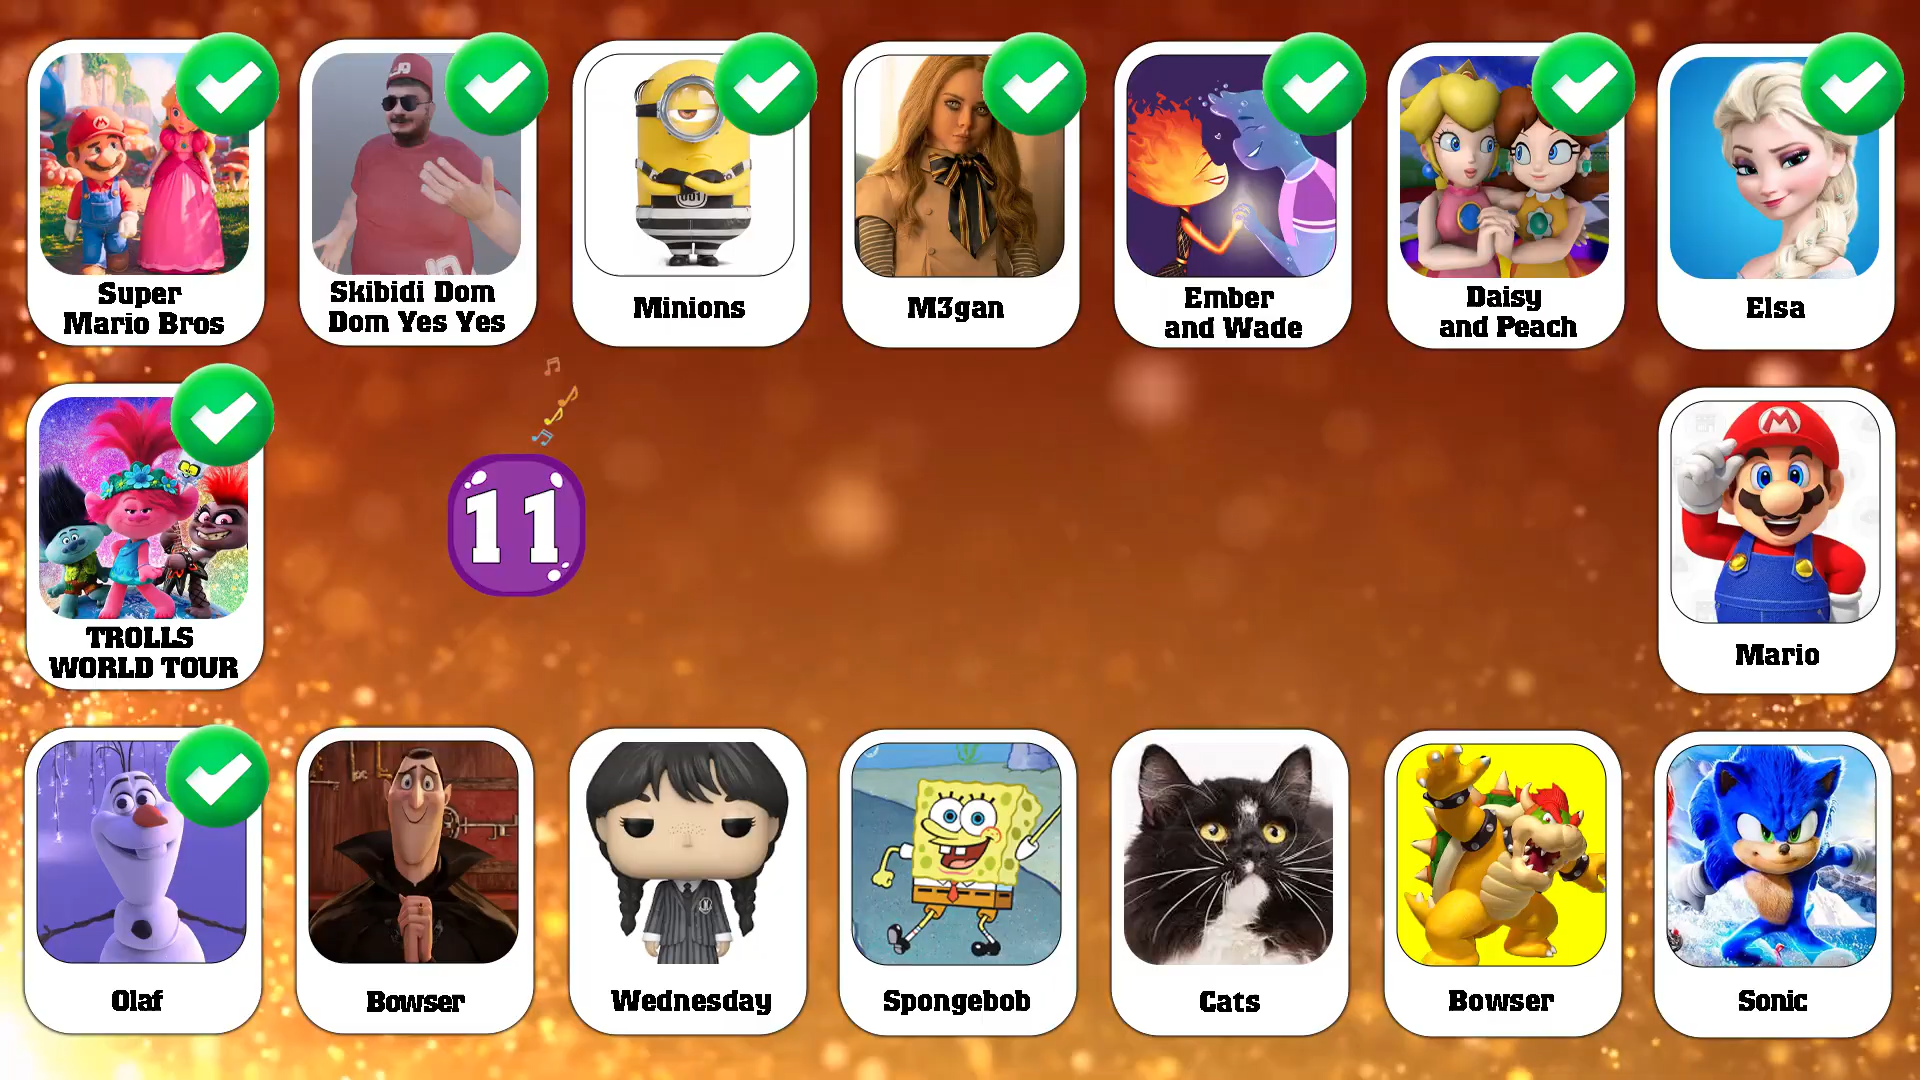 Super
Mario Bros
Skibidi Dom
Dom Yes Yes
Minions
M3gan
Ember
and Wade
Daisy
and Peach
Elsa
TROLLS
WORLD TOUR
11
M
Mario
Olaf
Bowser
Wednesday
Spongebob
Cats
Bowser
Sonic